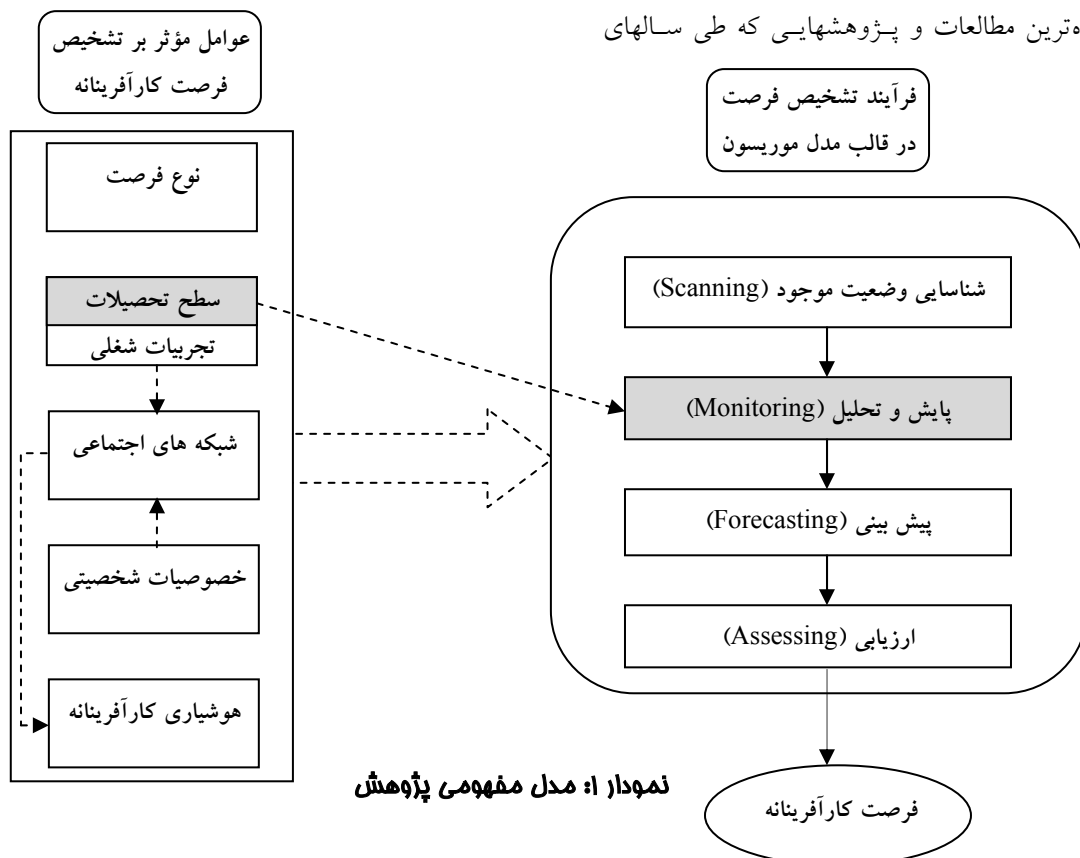 ه‌ترین مطالعات و پـژوهشهایـی که طی سـالهای
عوامل مؤثر بر تشخیص
فرصت کارآفرینانه
نوع فرصت
سطح تحصیلات
تجربیات شغلی
شبکه های اجتماعی
خصوصیات شخصیتی
هوشیاری کارآفرینانه
فرآیند تشخیص فرصت
در قالب مدل موریسون
شناسایی وضعیت موجود (Scanning)
پایش و تحلیل (Monitoring)
پیش بینی (Forecasting)
ارزیابی (Assessing)
فرصت کارآفرینانه
نمودار ۱: مدل مفهومی پژوهش